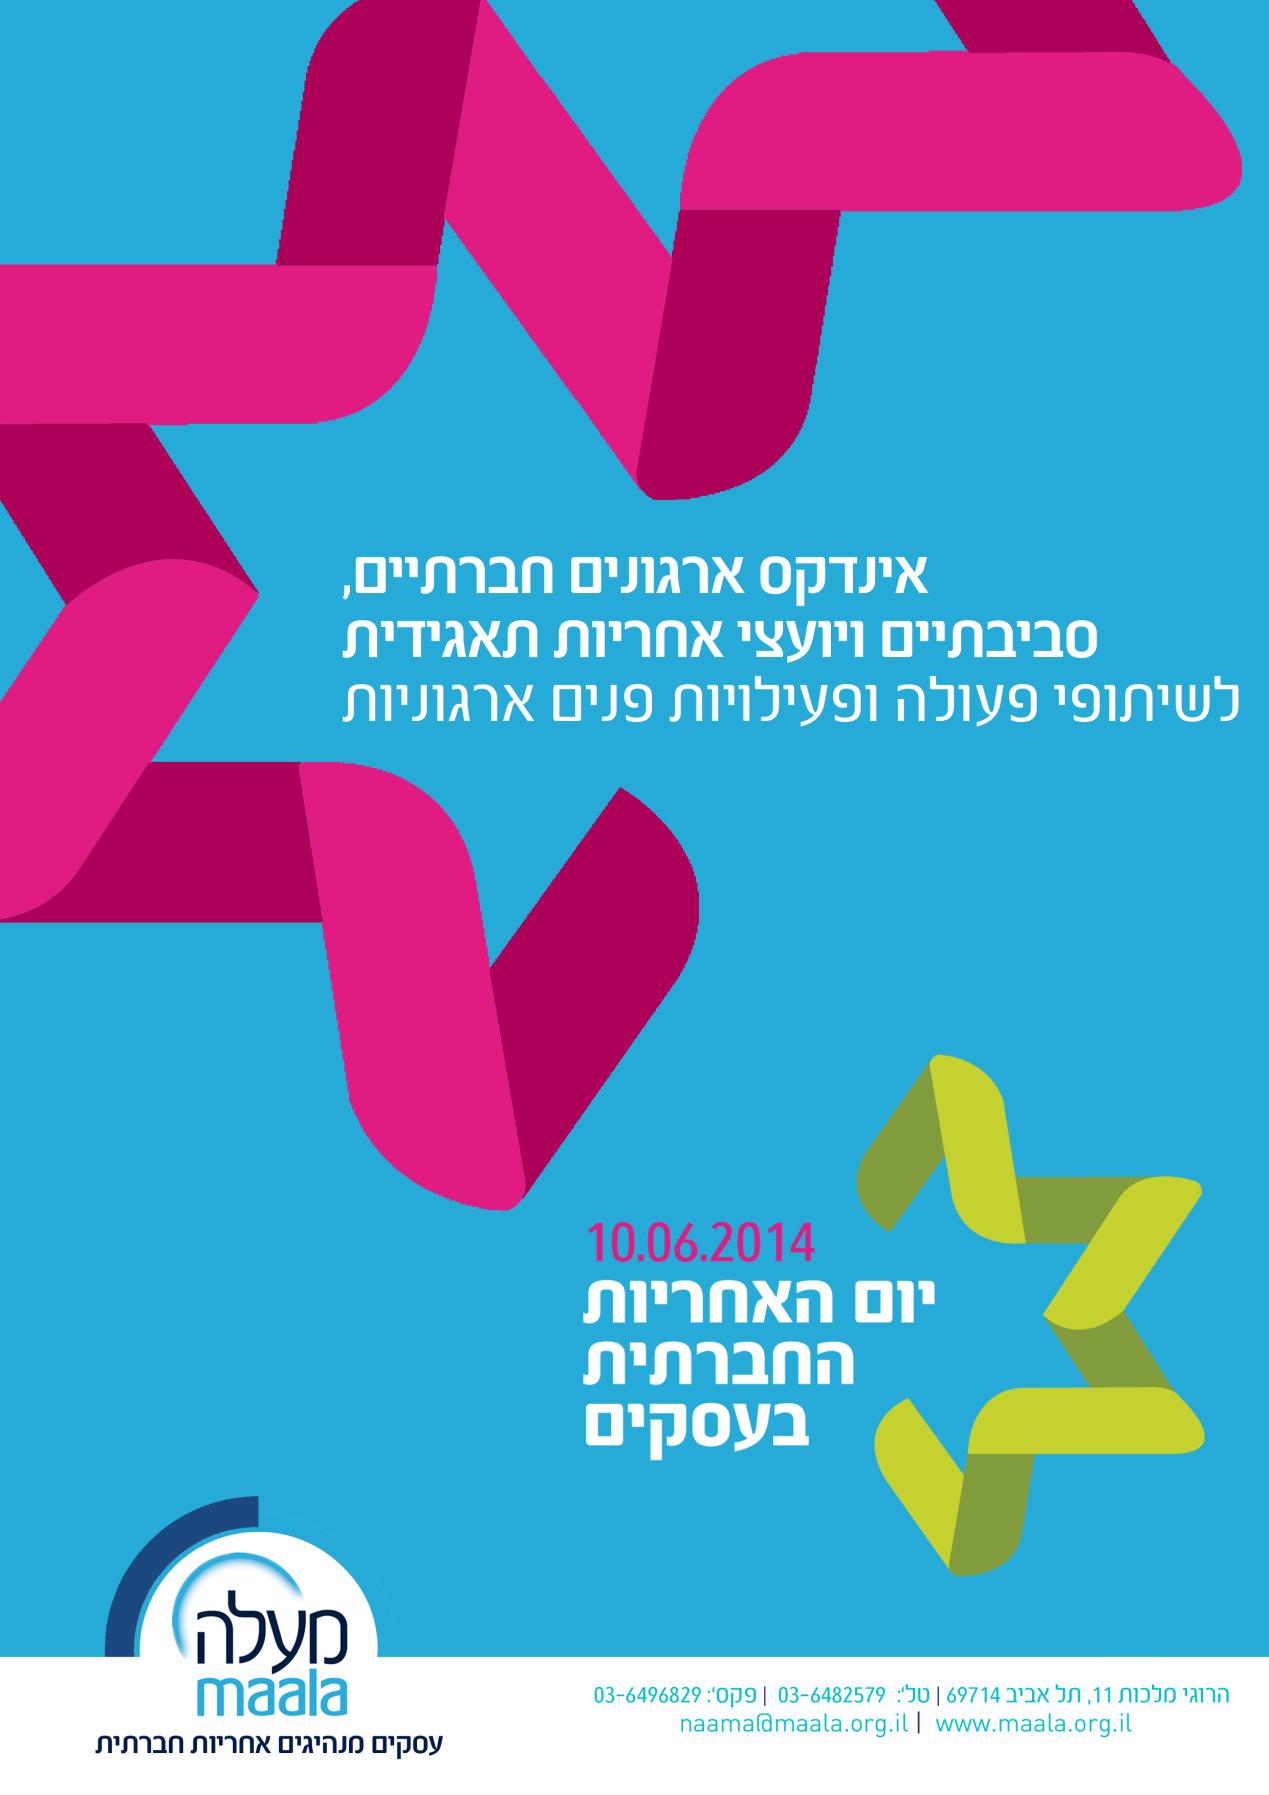 אינדקס ארגונים חברתיים,
סביבתיים ויועצי אחריות תאגידית
לשיתופי פעולה ופעילויות פנים ארגוניות
10.06.2014
יום האחריות
החברתית
בעסקים
מעלה
maala
עסקים מנהיגים אחריות חברתית
הרוגי מלכות 11, תל אביב 69714 | טל': 03-6482579 | פקס': 03-6496829
naama@maala.org.il | www.maala.org.il